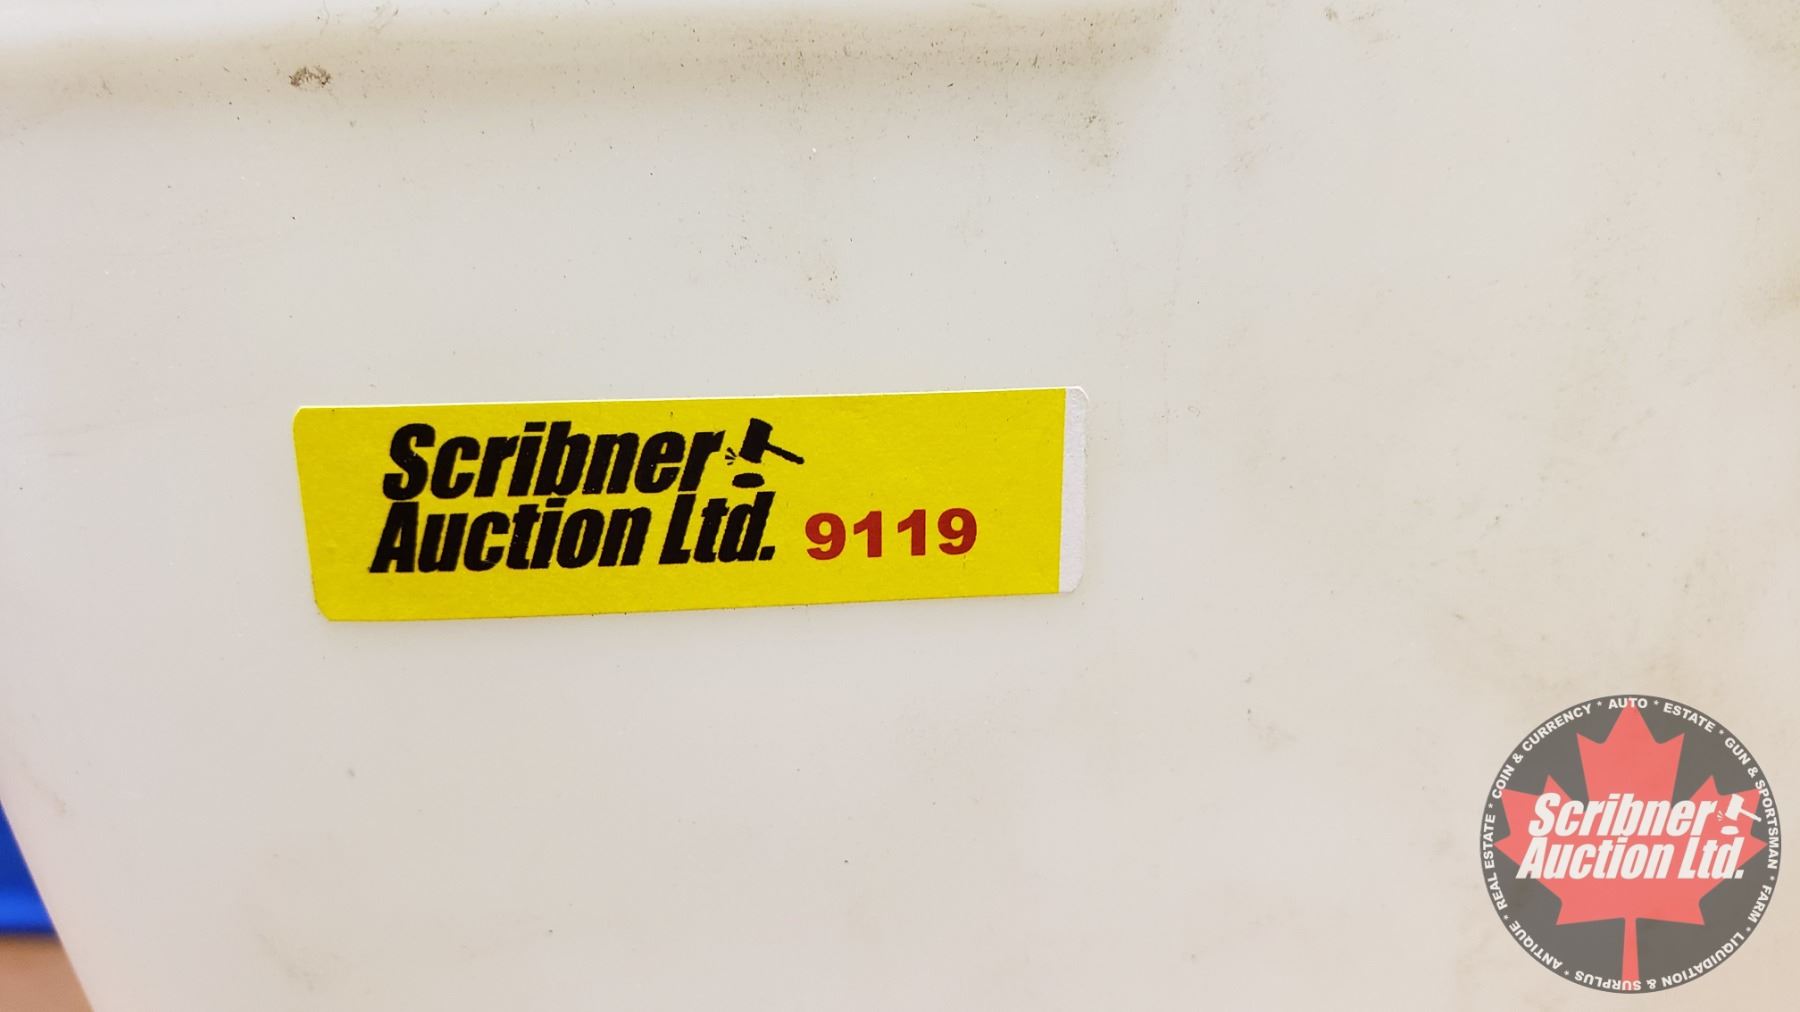 Scribner
Auction Ltd. 9119
REAL ESTATE * COIN & CURRENCY * AUTO * ESTATE * GUN & SPORTSMAN * FARM * LIQUIDATION & SURPLUS * ANTIQUE *
Scribner
Auction Ltd.